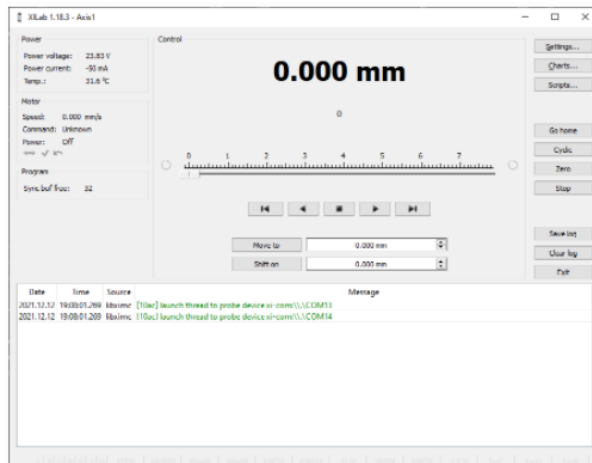 XILab 1.18.3 - Axis1
Power
Power voltage: 23.83 V
Power current: -50 mA
Temp.: 31.6 °C
Motor
Speed: 0.000 mm/s
Command: Unknown
Power: Off
Program
Sync buf free: 32
Control
0.000 mm
0 1 2 3 4 5 6 7
Move to 0.000 mm
Shift on 0.000 mm
Settings...
Charts...
Scripts...
Go home
Cyclic
Zero
Stop
Save log
Clear log
Exit
Date Time Source Message
2021.12.12 19:08:01.269 libximc [10ac] launch thread to probe device xi-com:\\.\COM13
2021.12.12 19:08:01.269 libximc [10ac] launch thread to probe device xi-com:\\.\COM14